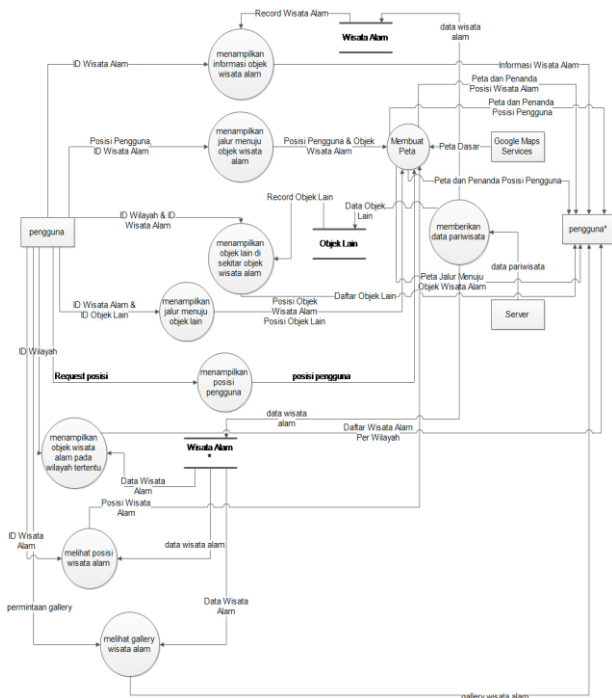 Record Wisata Alam
Wisata Alam
data wisata
alam
menampilkan
informasi objek
wisata alam
ID Wisata Alam
Informasi Wisata Alam
Peta dan Penanda
Posisi Wisata Alam
Peta dan Penanda
Posisi Pengguna
Posisi Pengguna,
ID Wisata Alam
menampilkan
jalur menuju
objek wisata
alam
Posisi Pengguna & Objek
Wisata Alam
Membuat
Peta
Peta Dasar
Google Maps
Services
Peta dan Penanda Posisi Pengguna
Record Objek
Lain
Data Objek
Lain
ID Wilayah & ID
Wisata Alam
pengguna
menampilkan
objek lain di
sekitar objek
wisata alam
Objek Lain
memberikan
data pariwisata
pengguna*
data pariwisata
Peta Jalur Menuju
Objek Wisata Alam
Daftar Objek Lain
ID Wisata Alam &
ID Objek Lain
menampilkan
jalur menuju
objek lain
Posisi Objek
Wisata Alam
Posisi Objek Lain
Server
ID Wilayah
Request posisi
menampilkan
posisi
pengguna
posisi pengguna
data wisata
alam
Daftar Wisata Alam
Per Wilayah
menampilkan
objek wisata
alam pada
wilayah tertentu
Wisata Alam
*
Data Wisata
Alam
Posisi Wisata
Alam
ID Wisata
Alam
melihat posisi
wisata alam
data wisata alam
Data Wisata
Alam
permintaan gallery
melihat gallery
wisata alam
gallery wisata alam